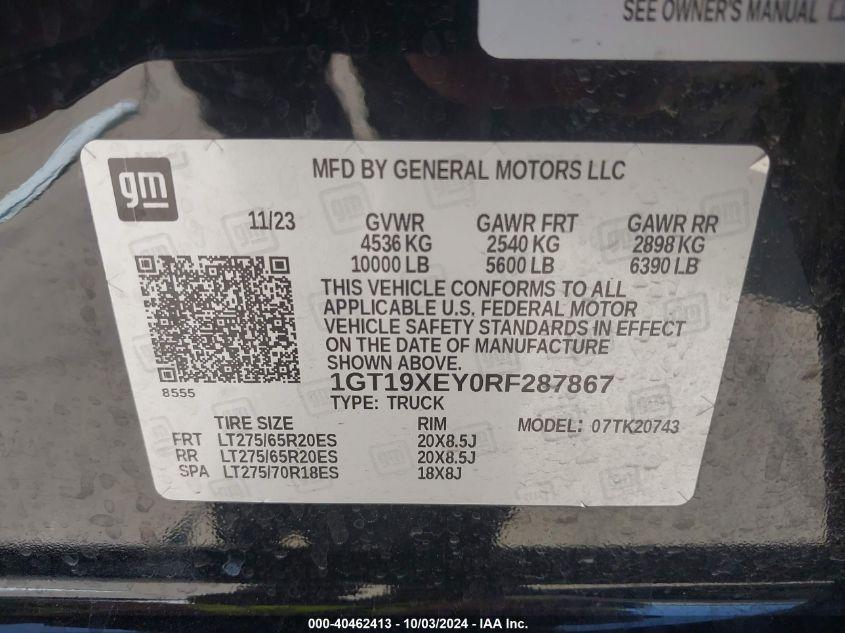 SEE OWNER'S MANUAL
gm
MFD BY GENERAL MOTORS LLC
11/23 GVWR GAWR FRT GAWR RR
4536 KG 2540 KG 2898 KG
10000 LB 5600 LB 6390 LB
THIS VEHICLE CONFORMS TO ALL
APPLICABLE U.S. FEDERAL MOTOR
VEHICLE SAFETY STANDARDS IN EFFECT
ON THE DATE OF MANUFACTURE
SHOWN ABOVE.
8555
1GT19XEY0RF287867
TYPE: TRUCK
TIRE SIZE RIM MODEL: 07TK20743
FRT LT275/65R20ES 20X8.5J
RR LT275/65R20ES 20X8.5J
SPA LT275/70R18ES 18X8J
000-40462413 - 10/03/2024 - IAA Inc.